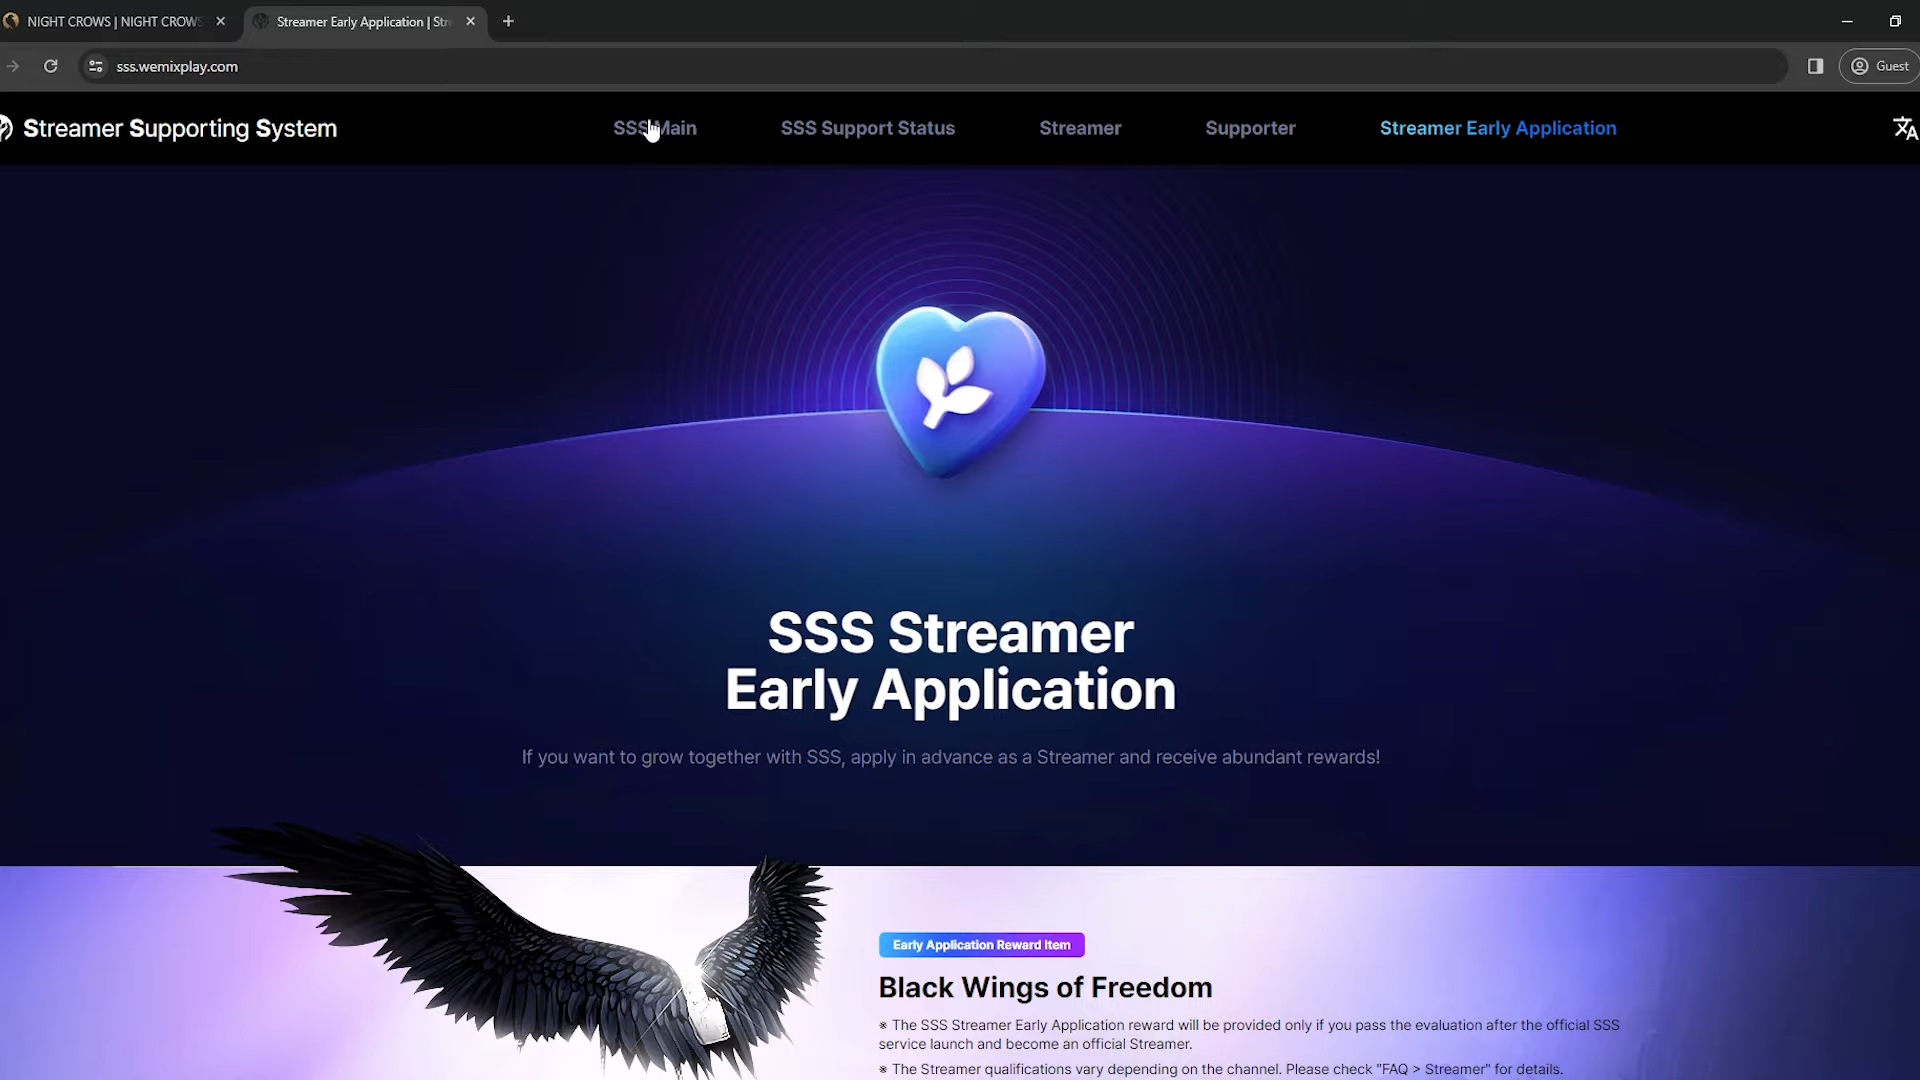 NIGHT CROWS | NIGHT CROWS
Streamer Early Application | Str
sss.wemixplay.com
Guest
Streamer Supporting System
SSS Main
SSS Support Status
Streamer
Supporter
Streamer Early Application
SSS Streamer
Early Application
If you want to grow together with SSS, apply in advance as a Streamer and receive abundant rewards!
Early Application Reward Item
Black Wings of Freedom
※ The SSS Streamer Early Application reward will be provided only if you pass the evaluation after the official SSS
service launch and become an official Streamer.
※ The Streamer qualifications vary depending on the channel. Please check "FAQ > Streamer" for details.